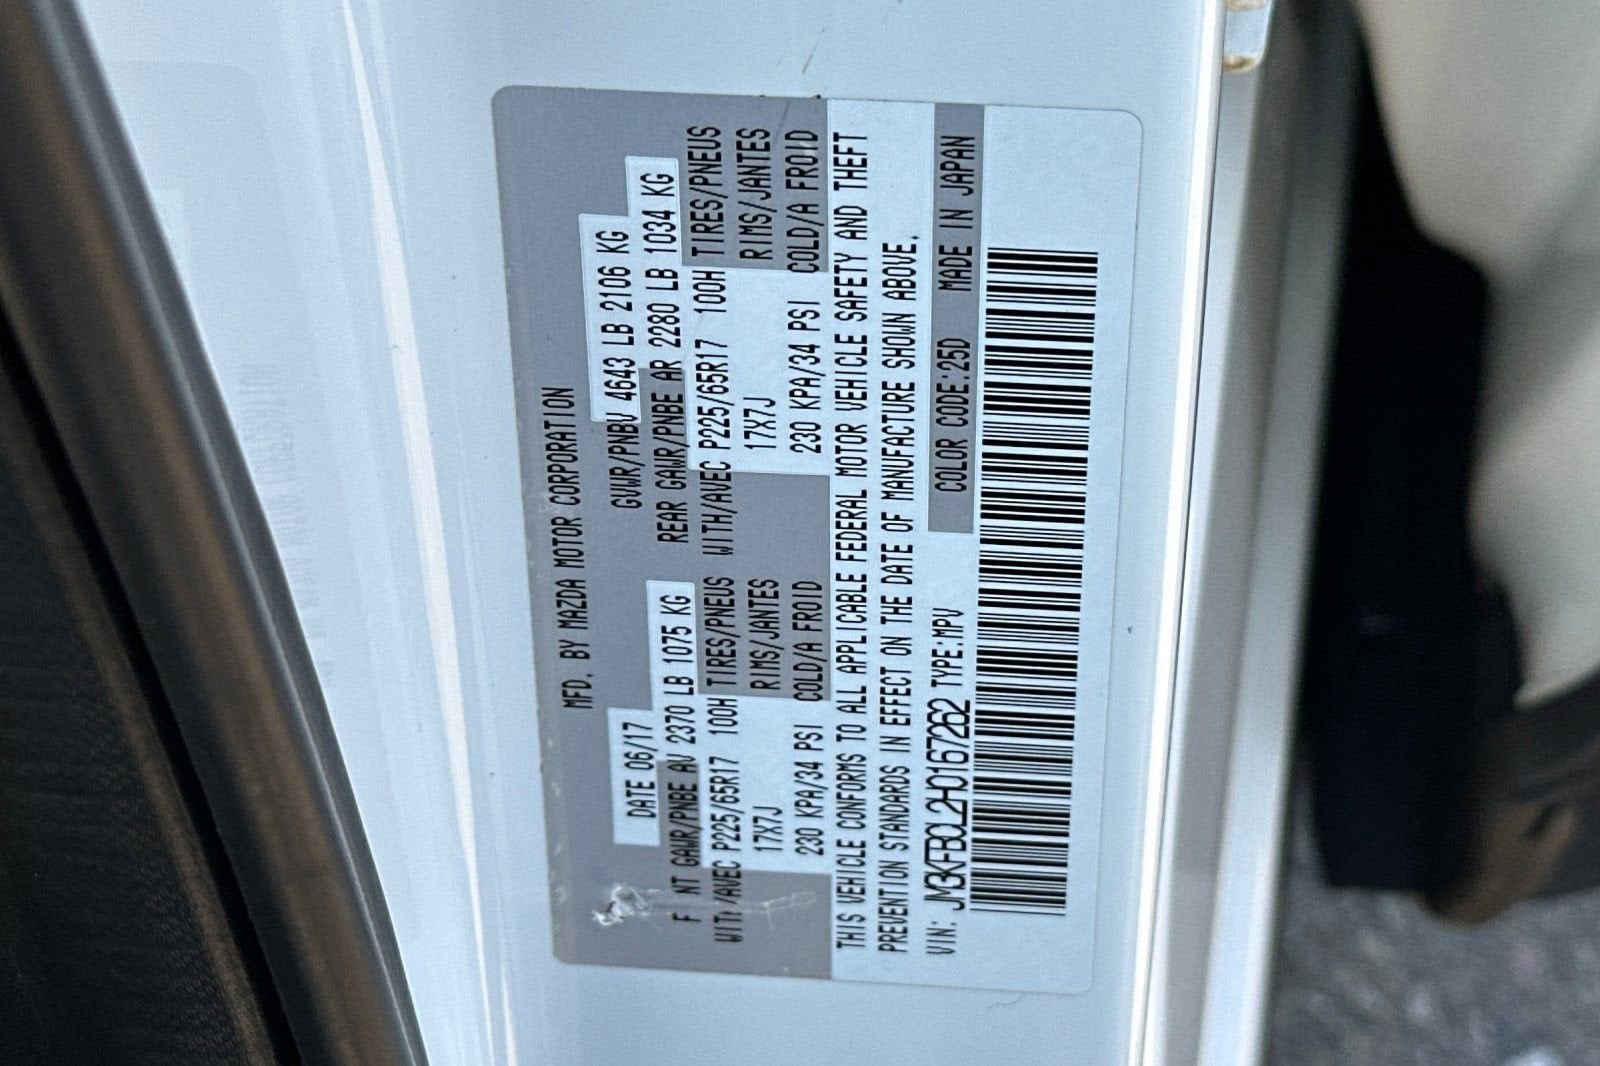 MFD. BY MAZDA MOTOR CORPORATION
DATE 06/17 GVWR/PNBV 4643 LB 2106 KG
F NT GAWR/PNBE AV 2370 LB 1075 KG REAR GAWR/PNBE AR 2280 LB 1034 KG
WITH/AVEC P225/65R17 100H TIRES/PNEUS WITH/AVEC P225/65R17 100H TIRES/PNEUS
17X7J RIMS/JANTES 17X7J RIMS/JANTES
230 KPA/34 PSI COLD/A FROID 230 KPA/34 PSI COLD/A FROID
THIS VEHICLE CONFORMS TO ALL APPLICABLE FEDERAL MOTOR VEHICLE SAFETY AND THEFT
PREVENTION STANDARDS IN EFFECT ON THE DATE OF MANUFACTURE SHOWN ABOVE.
VIN: JM3KFBCL2H0167262 TYPE:MPV COLOR CODE:25D MADE IN JAPAN